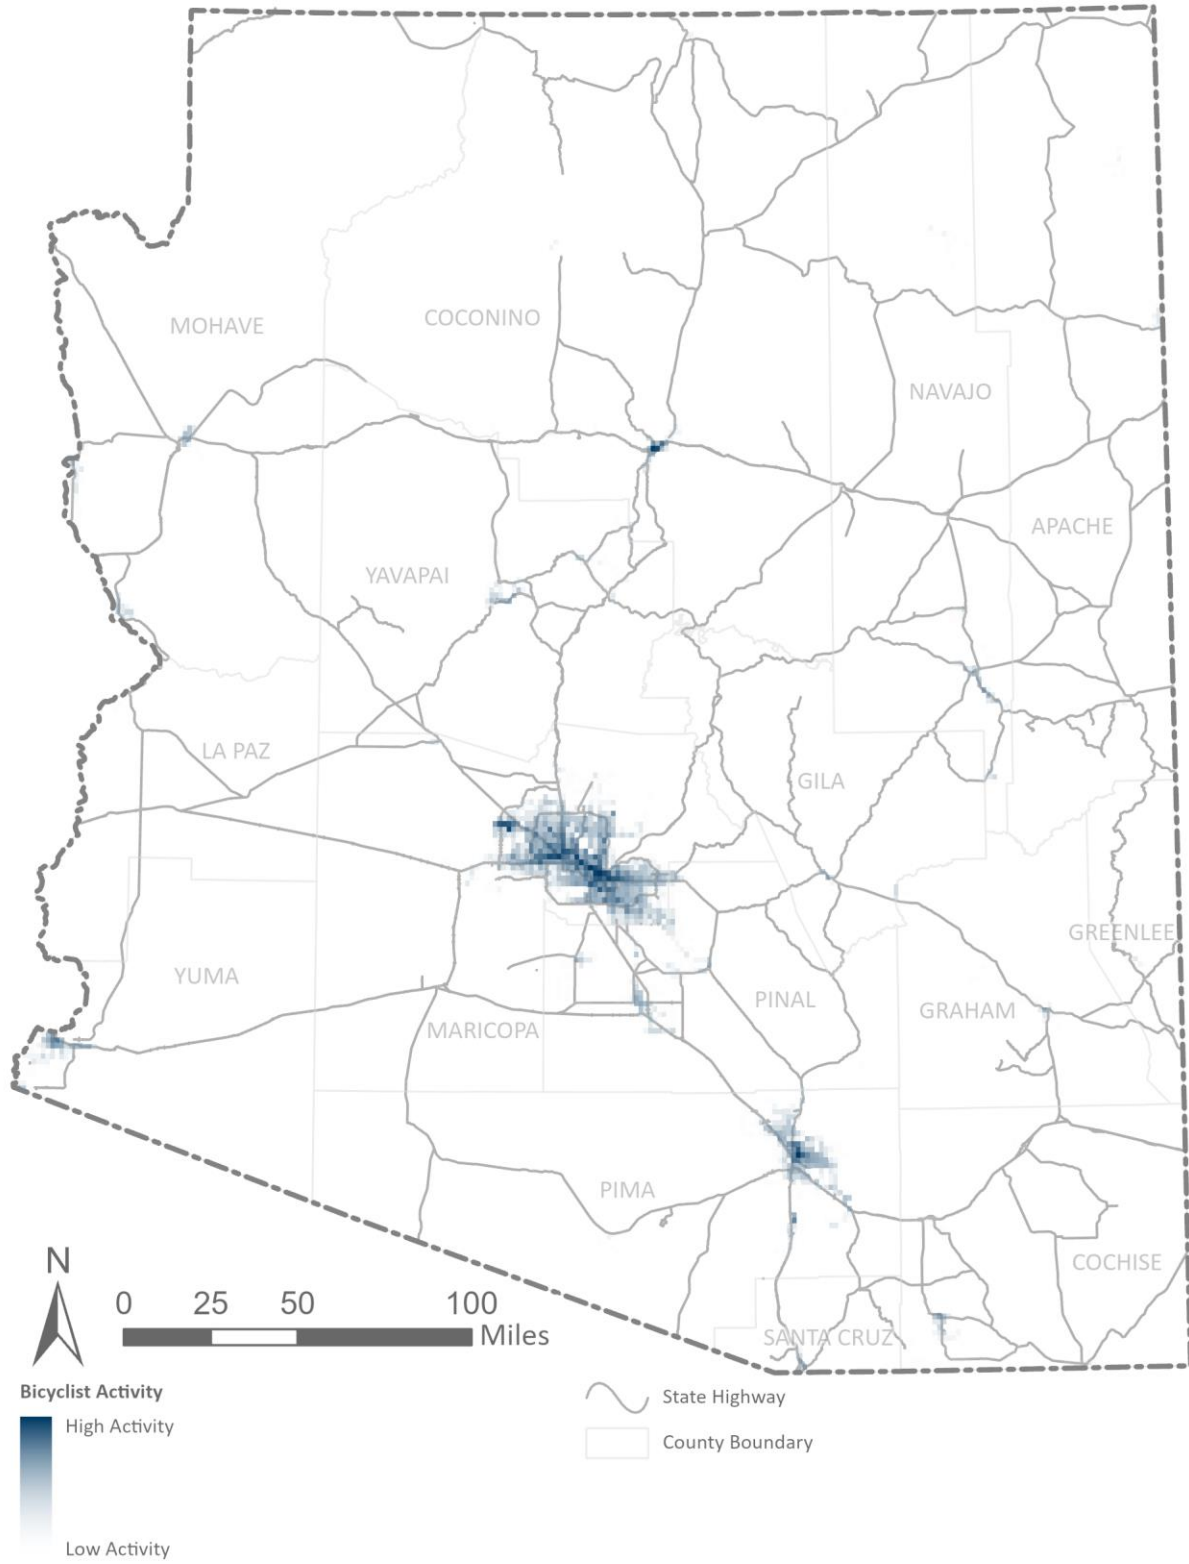 MOHAVE
COCONINO
NAVAJO
APACHE
YAVAPAI
LA PAZ
GILA
GREENLEE
YUMA
PINAL
GRAHAM
MARICOPA
PIMA
COCHISE
SANTA CRUZ
N
0 25 50 100
Miles
Bicyclist Activity
High Activity
Low Activity
State Highway
County Boundary